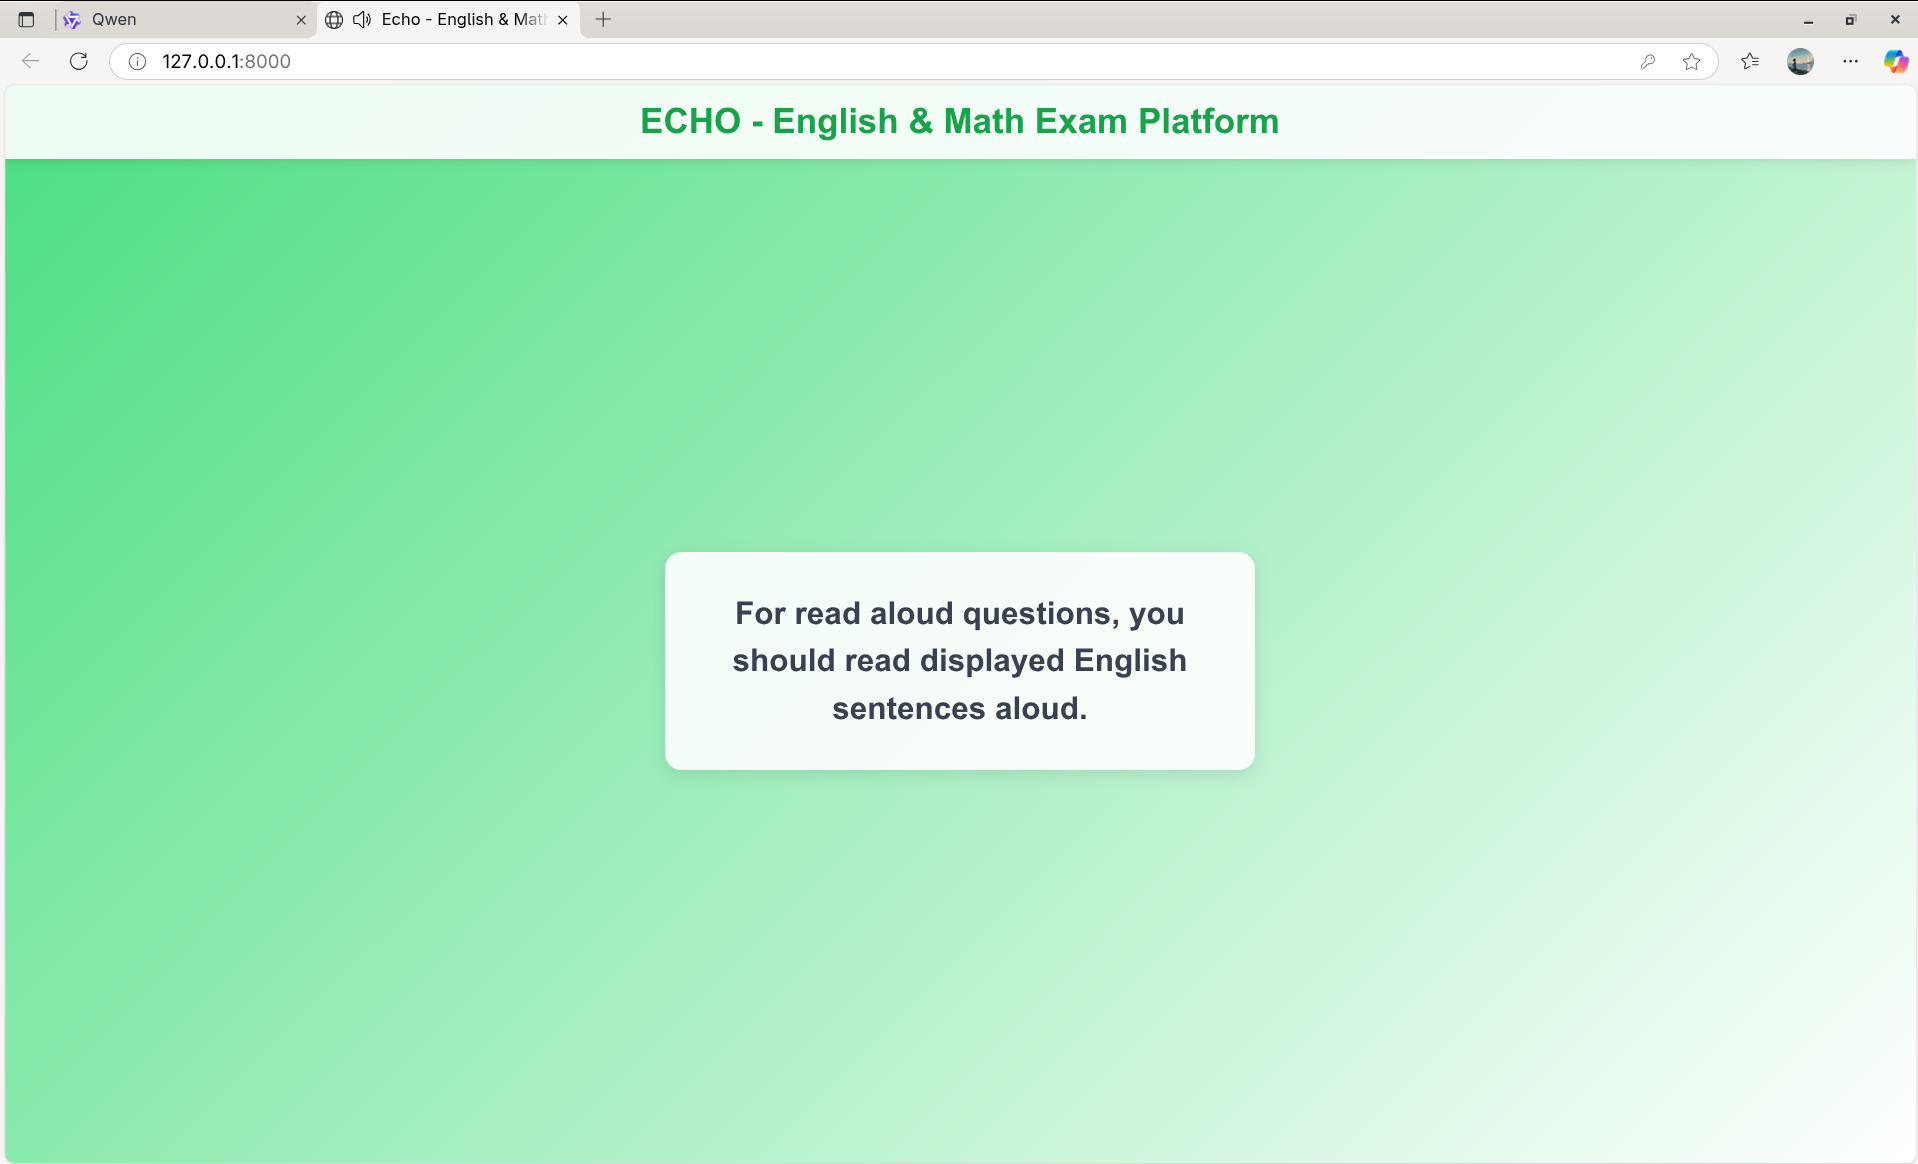 Qwen
Echo - English & Mat
127.0.0.1:8000
ECHO - English & Math Exam Platform
For read aloud questions, you
should read displayed English
sentences aloud.